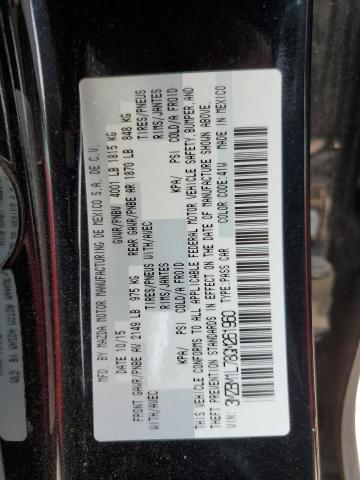 MFD. BY MAZDA MOTOR MANUFACTURING DE MEXICO S.A. DE C.V.
DATE: 10/15 GVWR/PNBV: 4001 LB 1815 KG
FRONT GAWR/PNBE AV 2149 LB 975 KG REAR GAWR/PNBE AR 1870 LB 848 KG
WITH/AVEC TIRES/PNEUS WITH/AVEC TIRES/PNEUS
RIMS/JANTES RIMS/JANTES
KPA/ PSI COLD/A FROID KPA/ PSI COLD/A FROID
THIS VEHICLE CONFORMS TO ALL APPLICABLE FEDERAL MOTOR VEHICLE SAFETY, BUMPER, AND
THEFT PREVENTION STANDARDS IN EFFECT ON THE DATE OF MANUFACTURE SHOWN ABOVE.
VIN: TYPE:PASS CAR COLOR CODE:41W MADE IN MEXICO